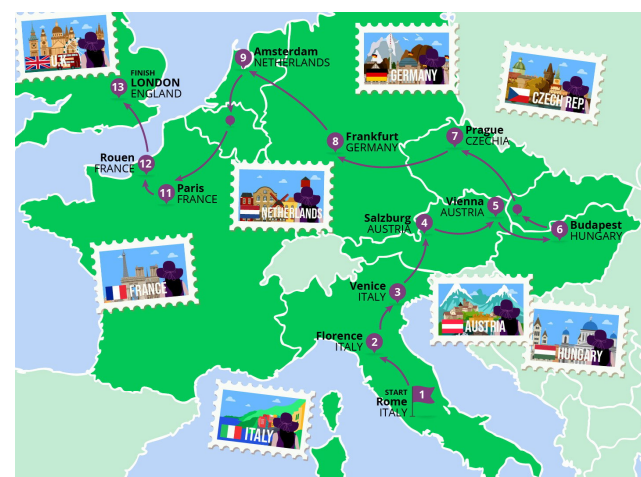 U.K.
GERMANY
CZECH REP.
9
Amsterdam
NETHERLANDS
FINISH
13
LONDON
ENGLAND
8
Frankfurt
GERMANY
7
Prague
CZECHIA
Rouen
FRANCE
12
11
Paris
FRANCE
NETHERLANDS
Vienna
AUSTRIA
5
Salzburg
AUSTRIA
4
6
Budapest
HUNGARY
FRANCE
Venice
ITALY
3
AUSTRIA
HUNGARY
Florence
ITALY
2
START
Rome
ITALY
1
ITALY